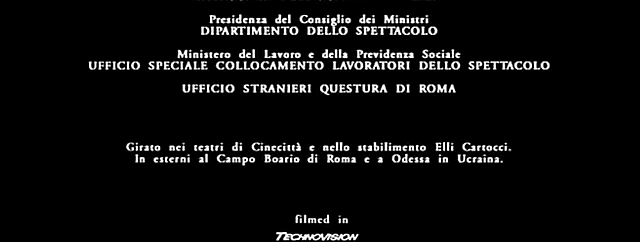 Presidenza del Consiglio dei Ministri
DIPARTIMENTO DELLO SPETTACOLO
Ministero del Lavoro e della Previdenza Sociale
UFFICIO SPECIALE COLLOCAMENTO LAVORATORI DELLO SPETTACOLO
UFFICIO STRANIERI QUESTURA DI ROMA
Girato nei teatri di Cinecittà e nello stabilimento Elli Cartocci.
In esterni al Campo Boario di Roma e a Odessa in Ucraina.
filmed in
TECHNOVISION